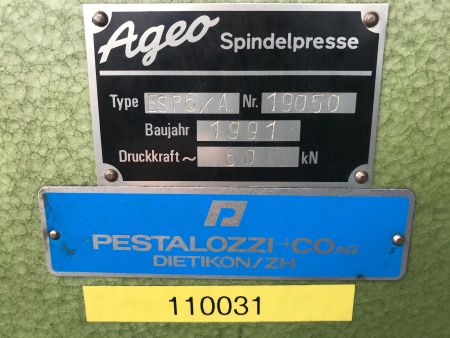 Ageo Spindelpresse
Type ESP6/A Nr. 19050
Baujahr 1991
Druckkraft ~ 60 kN
PESTALOZZI+CO AG
DIETIKON/ZH
110031